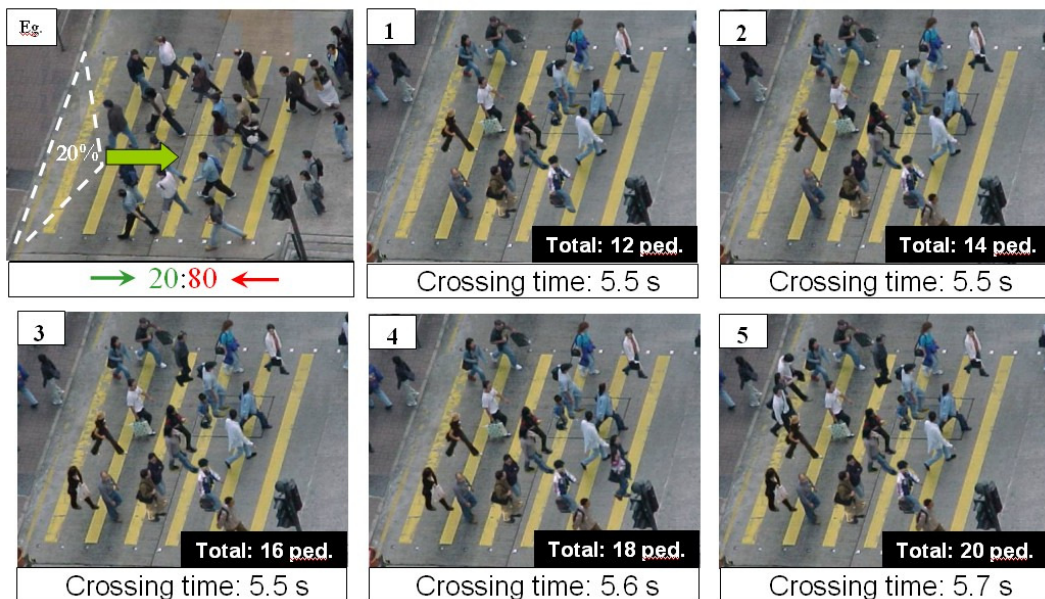 Eg.
20%
→ 20:80 ←
1
Total: 12 ped.
Crossing time: 5.5 s
2
Total: 14 ped.
Crossing time: 5.5 s
3
Total: 16 ped.
Crossing time: 5.5 s
4
Total: 18 ped.
Crossing time: 5.6 s
5
Total: 20 ped.
Crossing time: 5.7 s